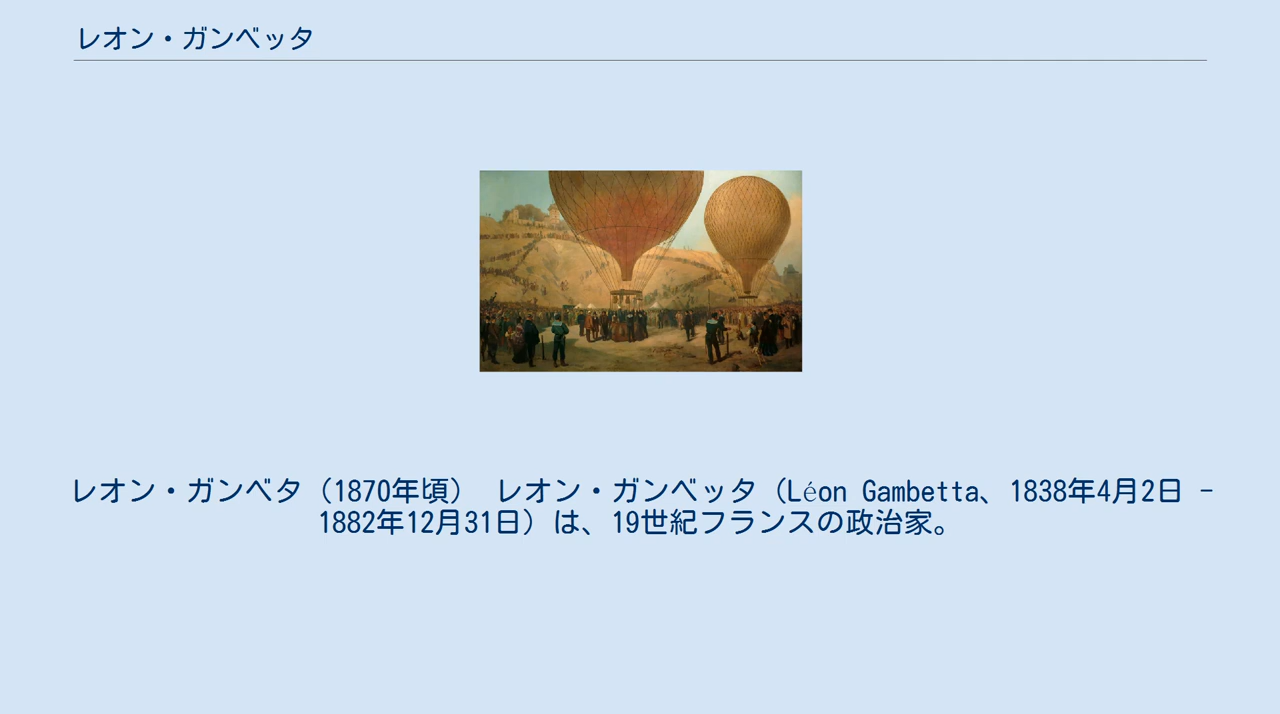 レオン・ガンベッタ
レオン・ガンベタ（1870年頃） レオン・ガンベッタ（Léon Gambetta、1838年4月2日 -
1882年12月31日）は、19世紀フランスの政治家。